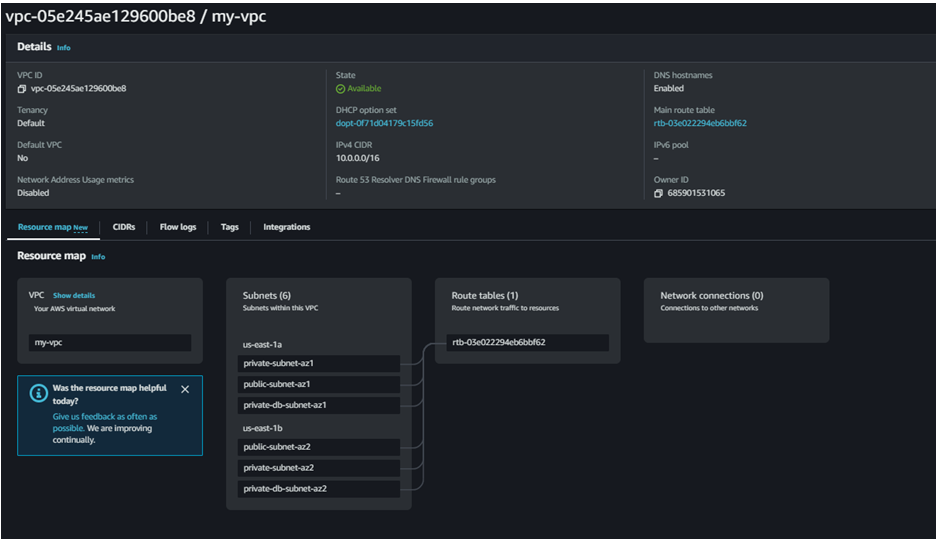 vpc-05e245ae129600be8 / my-vpc
Details Info
VPC ID
vpc-05e245ae129600be8
State
Available
DNS hostnames
Enabled
Tenancy
Default
DHCP option set
dopt-0f71d04179c15fd56
Main route table
rtb-03e022294eb6bbf62
Default VPC
No
IPv4 CIDR
10.0.0.0/16
IPv6 pool
–
Network Address Usage metrics
Disabled
Route 53 Resolver DNS Firewall rule groups
–
Owner ID
685901531065
Resource map New
CIDRs
Flow logs
Tags
Integrations
Resource map Info
VPC Show details
Your AWS virtual network
my-vpc
Was the resource map helpful
today?
Give us feedback as often as
possible. We are improving
continually.
Subnets (6)
Subnets within this VPC
us-east-1a
private-subnet-az1
public-subnet-az1
private-db-subnet-az1
us-east-1b
public-subnet-az2
private-subnet-az2
private-db-subnet-az2
Route tables (1)
Route network traffic to resources
rtb-03e022294eb6bbf62
Network connections (0)
Connections to other networks